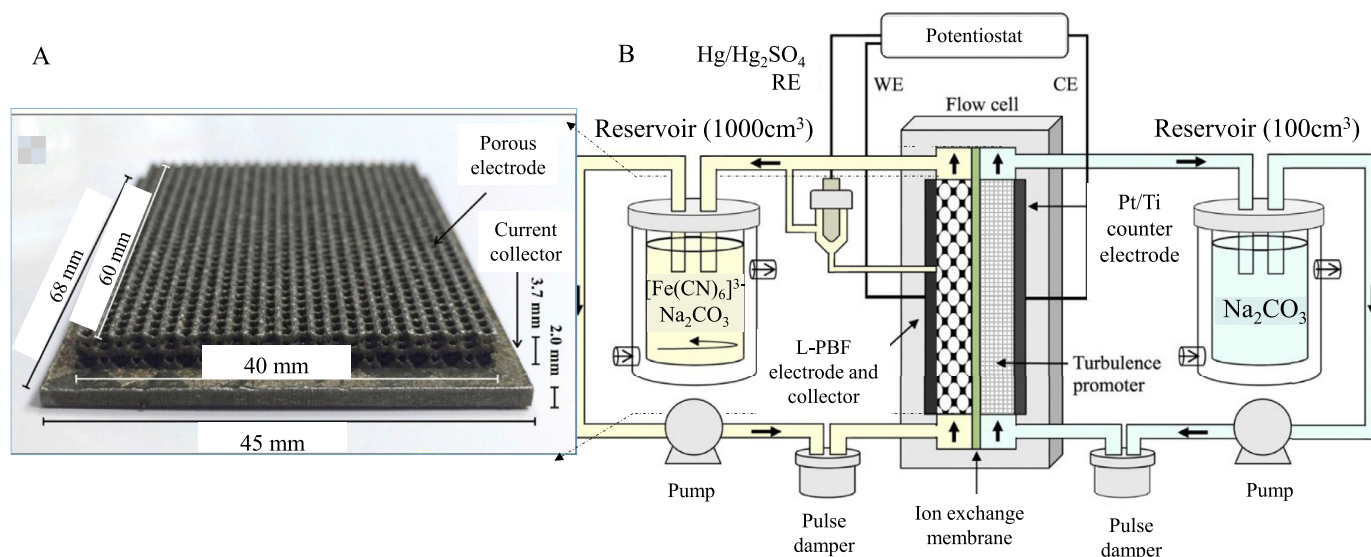 A
Porous
electrode
Current
collector
68 mm
60 mm
3.7 mm
2.0 mm
40 mm
45 mm
B
Hg/Hg₂SO₄
RE
Potentiostat
WE
CE
Flow cell
Reservoir (1000cm³)
Reservoir (100cm³)
[Fe(CN)₆]³⁻
Na₂CO₃
Pt/Ti
counter
electrode
Na₂CO₃
L-PBF
electrode and
collector
Turbulence
promoter
Pump
Pulse
damper
Ion exchange
membrane
Pulse
damper
Pump